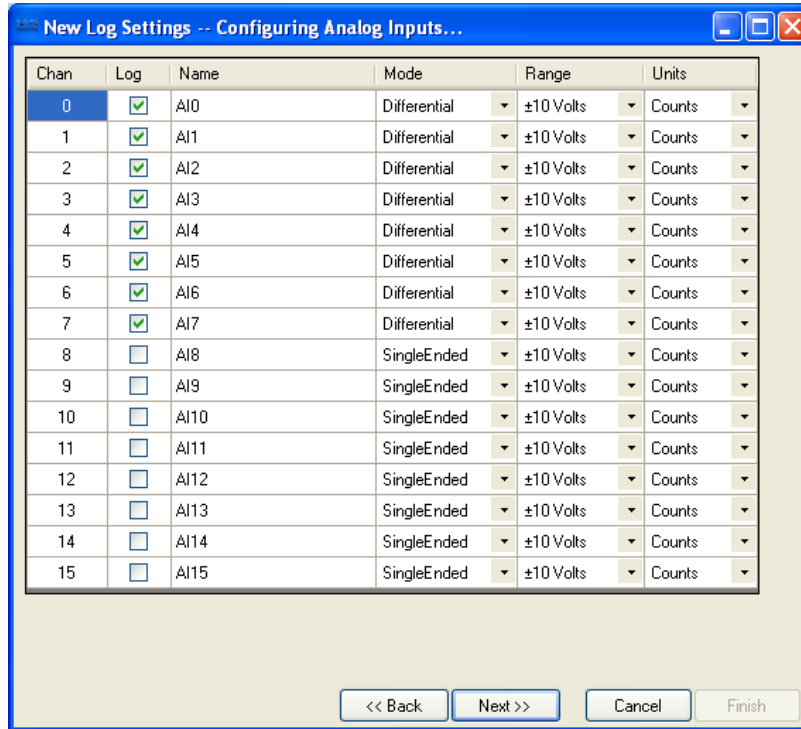 New Log Settings -- Configuring Analog Inputs...
Chan Log Name Mode Range Units
0 AI0 Differential ±10 Volts Counts
1 AI1 Differential ±10 Volts Counts
2 AI2 Differential ±10 Volts Counts
3 AI3 Differential ±10 Volts Counts
4 AI4 Differential ±10 Volts Counts
5 AI5 Differential ±10 Volts Counts
6 AI6 Differential ±10 Volts Counts
7 AI7 Differential ±10 Volts Counts
8 AI8 SingleEnded ±10 Volts Counts
9 AI9 SingleEnded ±10 Volts Counts
10 AI10 SingleEnded ±10 Volts Counts
11 AI11 SingleEnded ±10 Volts Counts
12 AI12 SingleEnded ±10 Volts Counts
13 AI13 SingleEnded ±10 Volts Counts
14 AI14 SingleEnded ±10 Volts Counts
15 AI15 SingleEnded ±10 Volts Counts
<< Back Next >> Cancel Finish